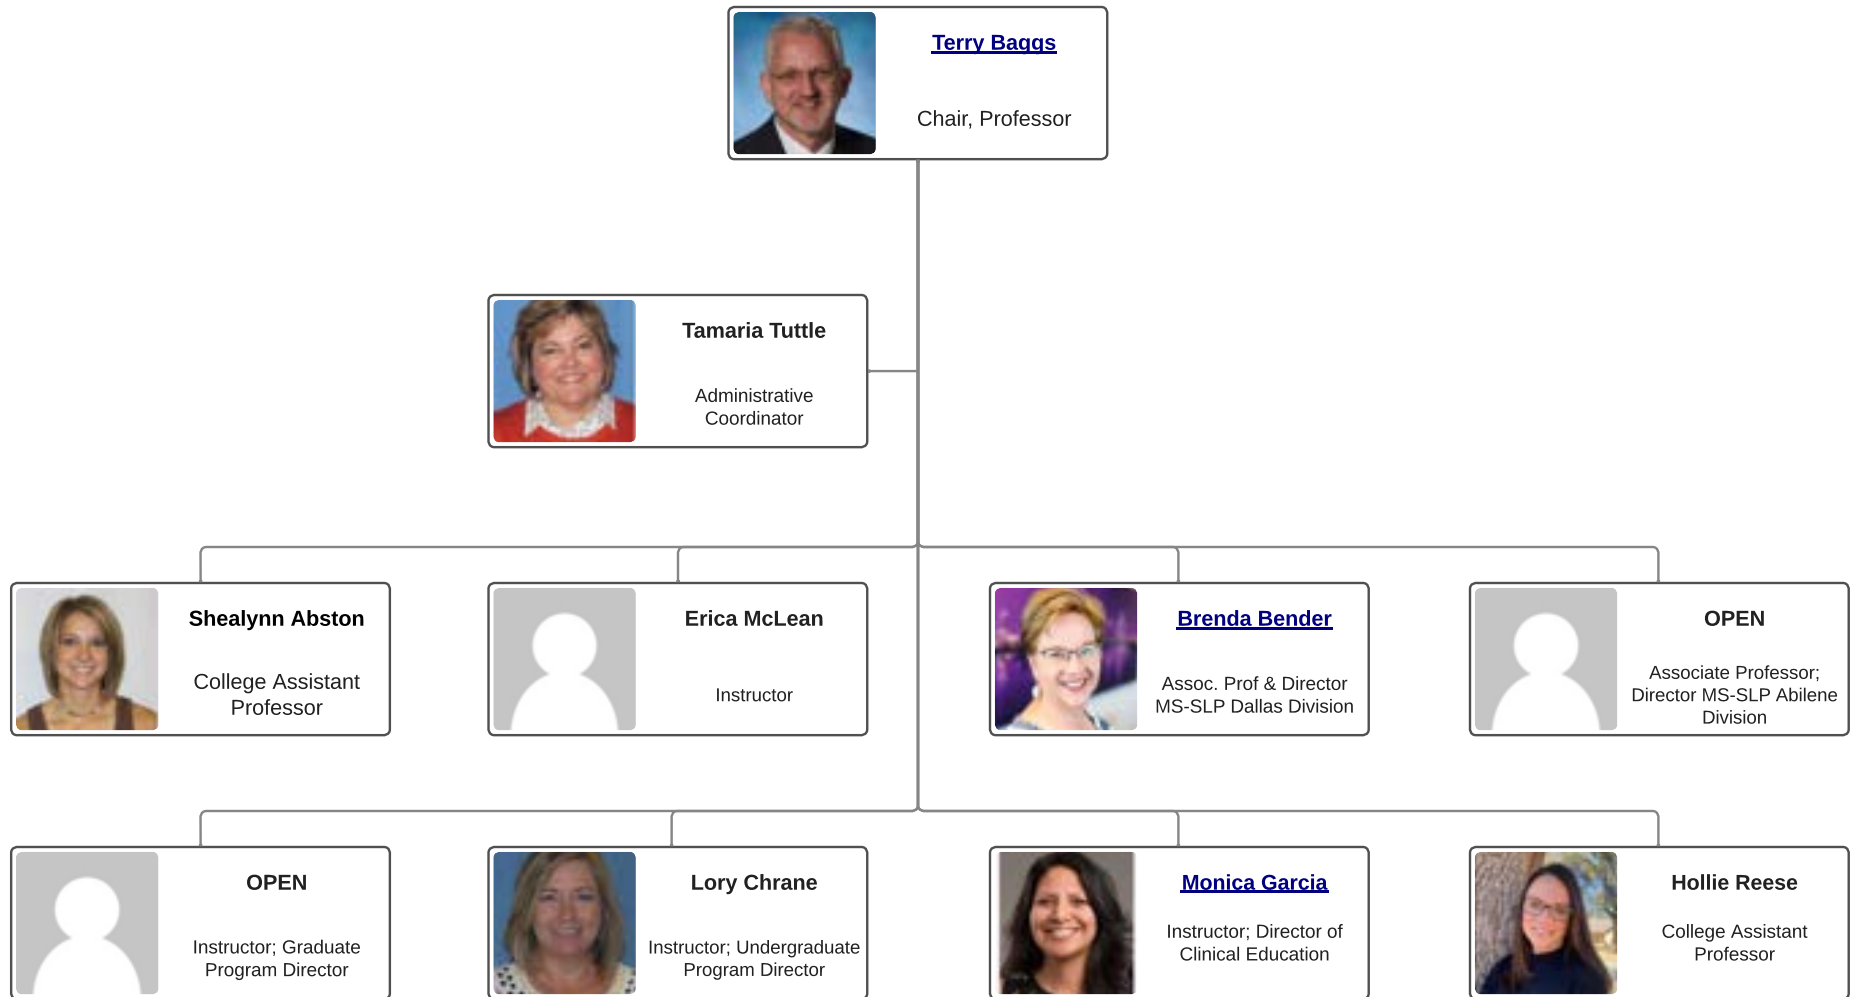 Terry Baggs
Chair, Professor
Tamaria Tuttle
Administrative
Coordinator
Shealynn Abston
College Assistant
Professor
Erica McLean
Instructor
Brenda Bender
Assoc. Prof & Director
MS-SLP Dallas Division
OPEN
Associate Professor;
Director MS-SLP Abilene
Division
OPEN
Instructor; Graduate
Program Director
Lory Chrane
Instructor; Undergraduate
Program Director
Monica Garcia
Instructor; Director of
Clinical Education
Hollie Reese
College Assistant
Professor